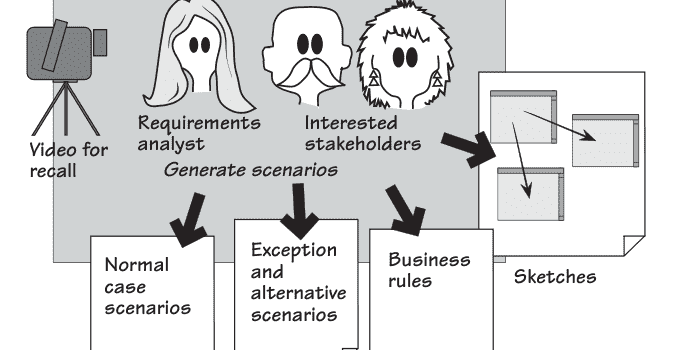 Video for
recall
Requirements
analyst
Interested
stakeholders
Generate scenarios
Normal
case
scenarios
Exception
and
alternative
scenarios
Business
rules
Sketches